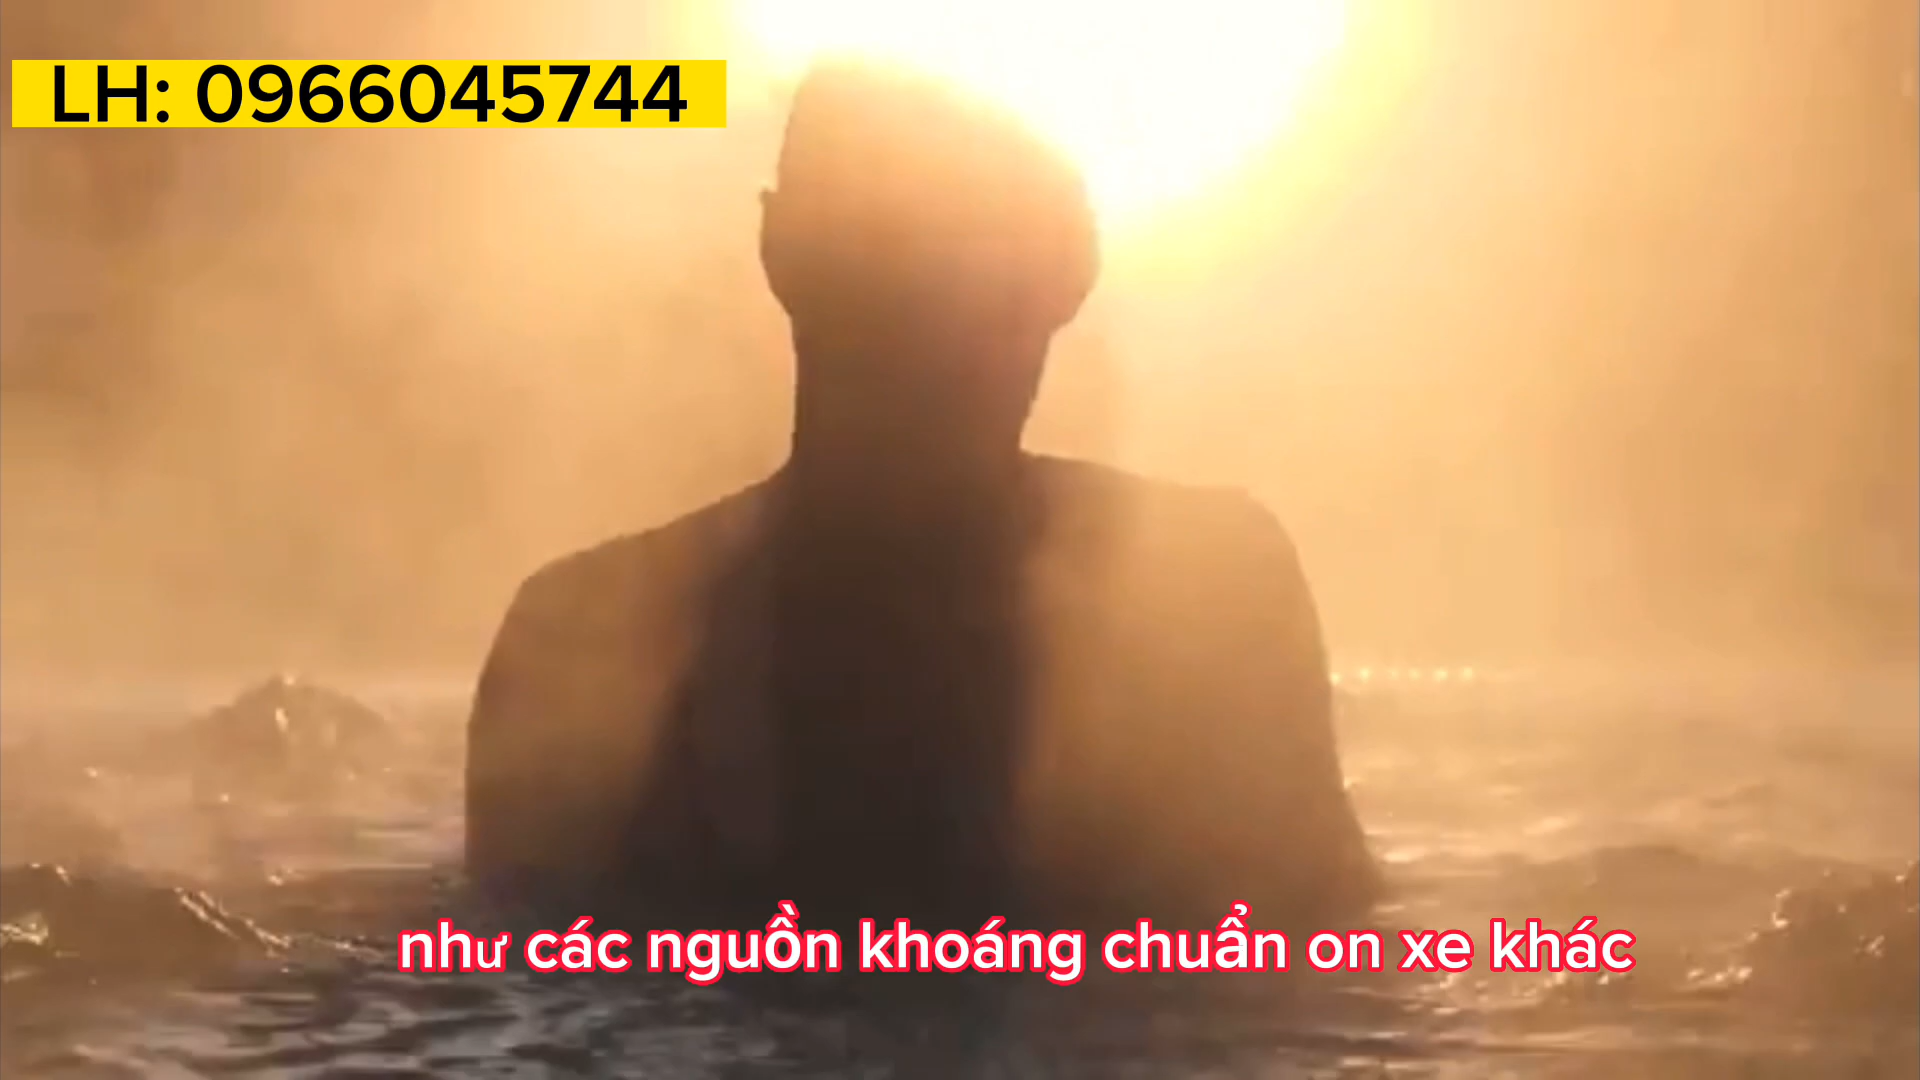 LH: 0966045744
như các nguồn khoáng chuẩn on xe khác